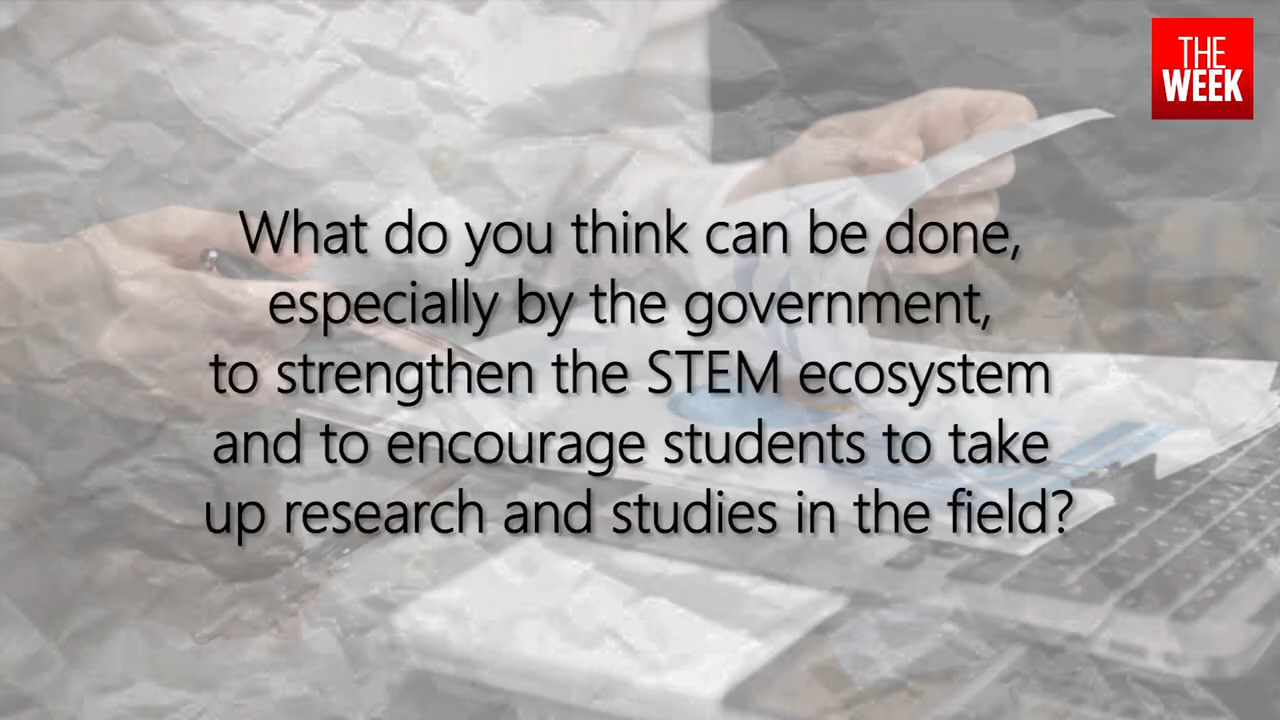 THE
WEEK
What do you think can be done,
especially by the government,
to strengthen the STEM ecosystem
and to encourage students to take
up research and studies in the field?